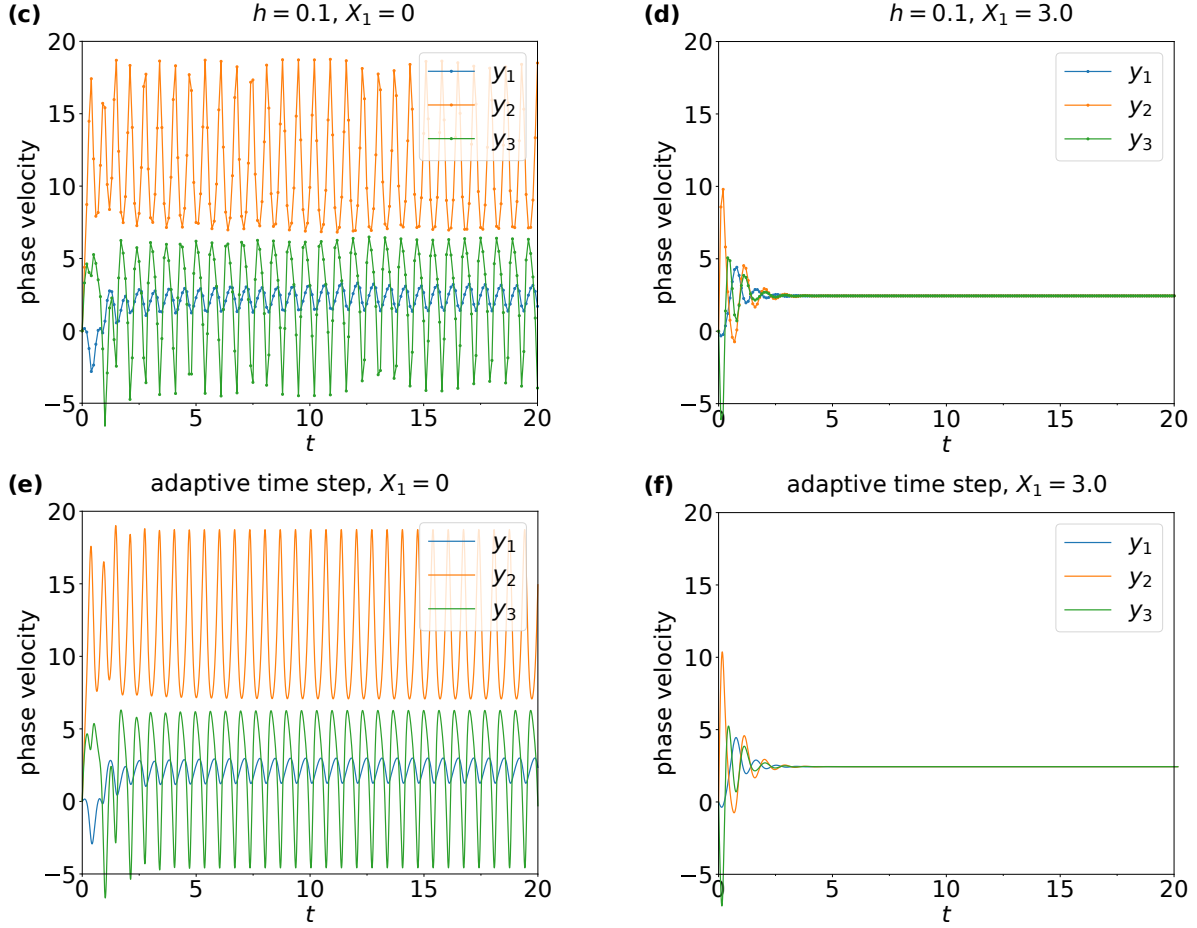 (c)
h = 0.1, X₁ = 0
20
15
10
5
0
−5
phase velocity
y₁
y₂
y₃
0
5
10
15
20
t
(d)
h = 0.1, X₁ = 3.0
20
15
10
5
0
−5
phase velocity
y₁
y₂
y₃
0
5
10
15
20
t
(e)
adaptive time step, X₁ = 0
20
15
10
5
0
−5
phase velocity
y₁
y₂
y₃
0
5
10
15
20
t
(f)
adaptive time step, X₁ = 3.0
20
15
10
5
0
−5
phase velocity
y₁
y₂
y₃
0
5
10
15
20
t